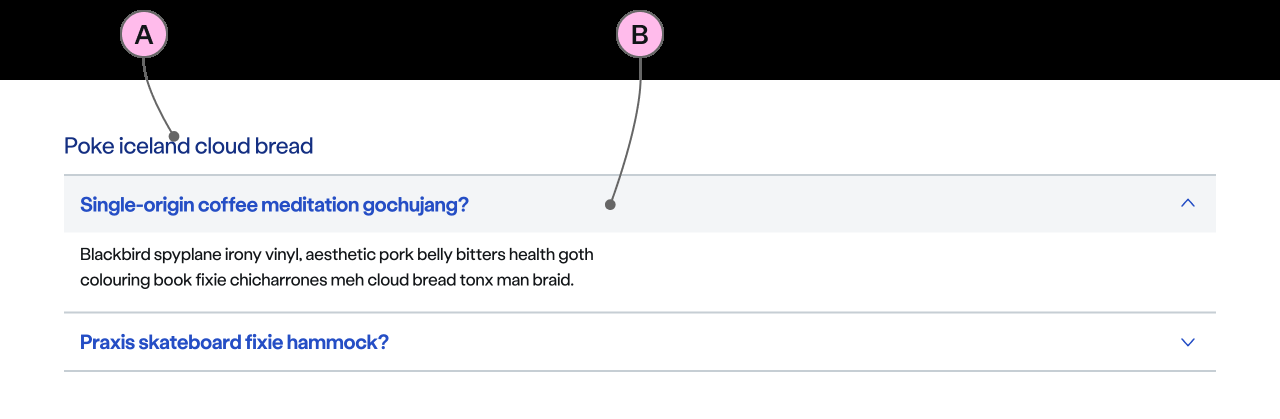 A
B
Poke iceland cloud bread
Single-origin coffee meditation gochujang?
Blackbird spyplane irony vinyl, aesthetic pork belly bitters health goth
colouring book fixie chicharrones meh cloud bread tonx man braid.
Praxis skateboard fixie hammock?